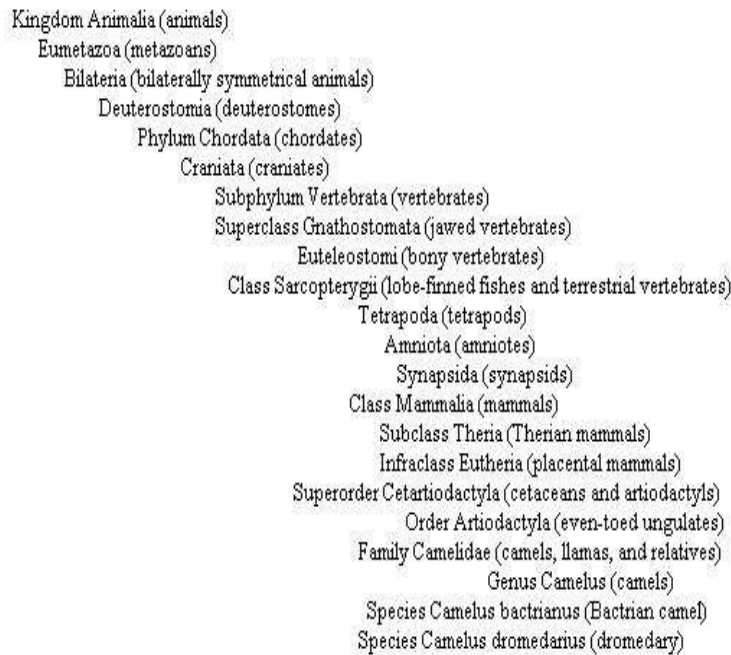 Kingdom Animalia (animals)
Eumetazoa (metazoans)
Bilateria (bilaterally symmetrical animals)
Deuterostomia (deuterostomes)
Phylum Chordata (chordates)
Craniata (craniates)
Subphylum Vertebrata (vertebrates)
Superclass Gnathostomata (jawed vertebrates)
Euteleostomi (bony vertebrates)
Class Sarcopterygii (lobe-finned fishes and terrestrial vertebrates)
Tetrapoda (tetrapods)
Amniota (amniotes)
Synapsida (synapsids)
Class Mammalia (mammals)
Subclass Theria (Therian mammals)
Infraclass Eutheria (placental mammals)
Superorder Cetartiodactyla (cetaceans and artiodactyls)
Order Artiodactyla (even-toed ungulates)
Family Camelidae (camels, llamas, and relatives)
Genus Camelus (camels)
Species Camelus bactrianus (Bactrian camel)
Species Camelus dromedarius (dromedary)